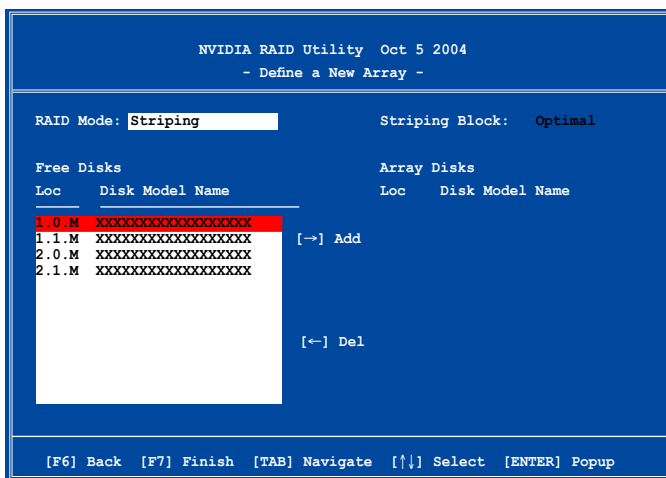 NVIDIA RAID Utility  Oct 5 2004
- Define a New Array -
RAID Mode: Striping  Striping Block: Optimal
Free Disks  Array Disks
Loc  Disk Model Name  Loc  Disk Model Name
1.0.M  XXXXXXXXXXXXXXXXXX
1.1.M  XXXXXXXXXXXXXXXXXX  [→] Add
2.0.M  XXXXXXXXXXXXXXXXXX
2.1.M  XXXXXXXXXXXXXXXXXX
[←] Del
[F6] Back  [F7] Finish  [TAB] Navigate  [↑↓] Select  [ENTER] Popup